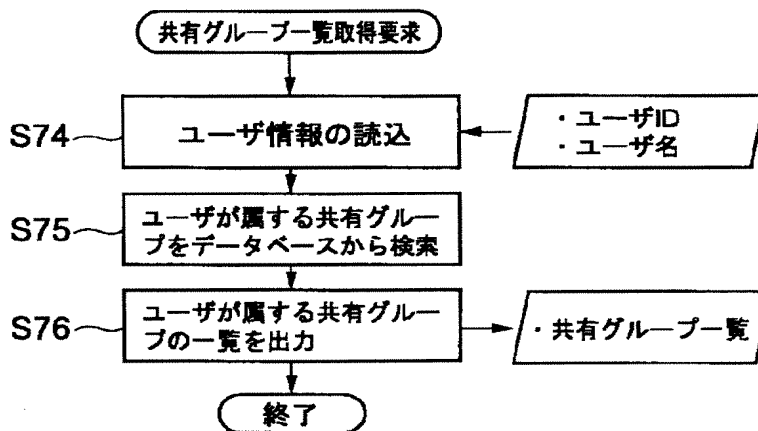 共有グループ一覧取得要求
S74
ユーザ情報の読込
・ユーザID
・ユーザ名
S75
ユーザが属する共有グルー
プをデータベースから検索
S76
ユーザが属する共有グルー
プの一覧を出力
・共有グループ一覧
終了